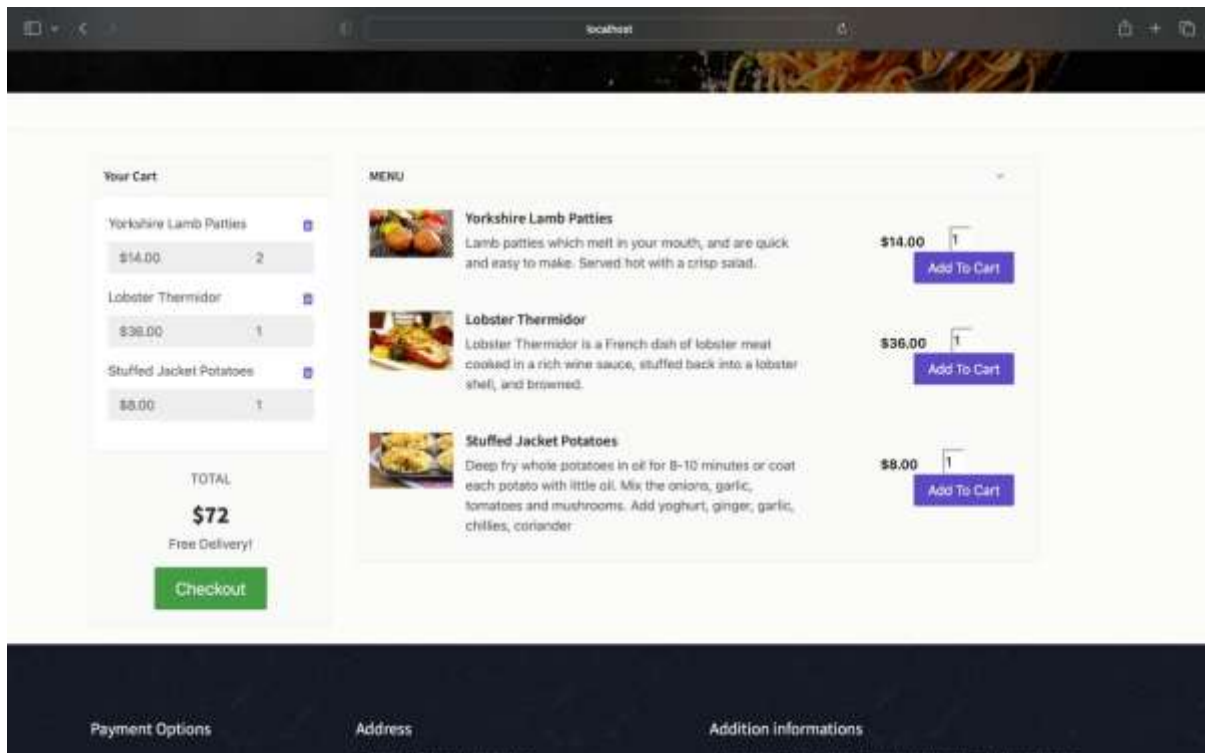 localhost
Your Cart
Yorkshire Lamb Patties
$14.00 2
Lobster Thermidor
$36.00 1
Stuffed Jacket Potatoes
$8.00 1
TOTAL
$72
Free Delivery!
Checkout
MENU
Yorkshire Lamb Patties
Lamb patties which melt in your mouth, and are quick
and easy to make. Served hot with a crisp salad.
$14.00 1
Add To Cart
Lobster Thermidor
Lobster Thermidor is a French dish of lobster meat
cooked in a rich wine sauce, stuffed back into a lobster
shell, and browned.
$36.00 1
Add To Cart
Stuffed Jacket Potatoes
Deep fry whole potatoes in oil for 8-10 minutes or coat
each potato with little oil. Mix the onions, garlic,
tomatoes and mushrooms. Add yoghurt, ginger, garlic,
chillies, coriander
$8.00 1
Add To Cart
Payment Options
Address
Addition informations